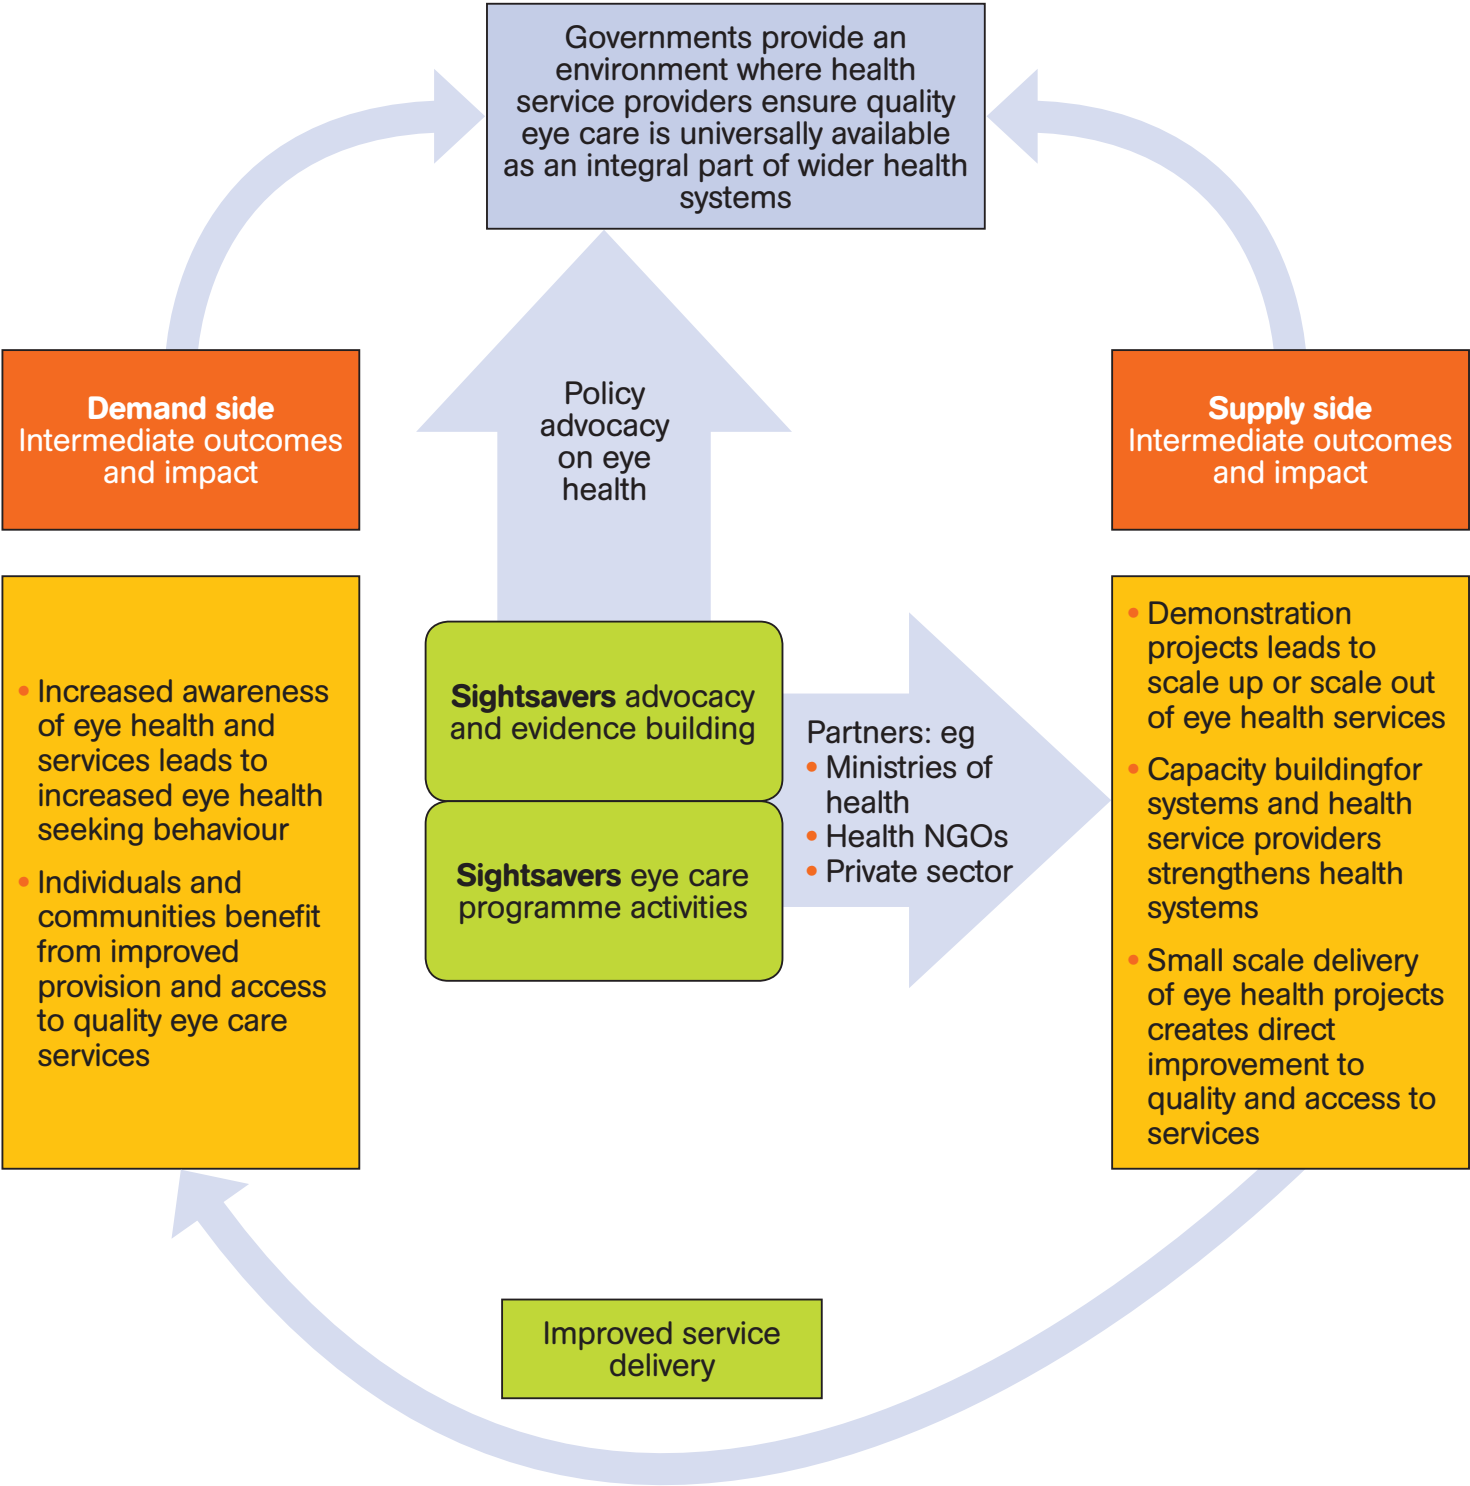 Governments provide an
environment where health
service providers ensure quality
eye care is universally available
as an integral part of wider health
systems
Demand side
Intermediate outcomes
and impact
Policy
advocacy
on eye
health
Supply side
Intermediate outcomes
and impact
• Increased awareness
of eye health and
services leads to
increased eye health
seeking behaviour
• Individuals and
communities benefit
from improved
provision and access
to quality eye care
services
Sightsavers advocacy
and evidence building
Sightsavers eye care
programme activities
Partners: eg
• Ministries of
health
• Health NGOs
• Private sector
• Demonstration
projects leads to
scale up or scale out
of eye health services
• Capacity buildingfor
systems and health
service providers
strengthens health
systems
• Small scale delivery
of eye health projects
creates direct
improvement to
quality and access to
services
Improved service
delivery